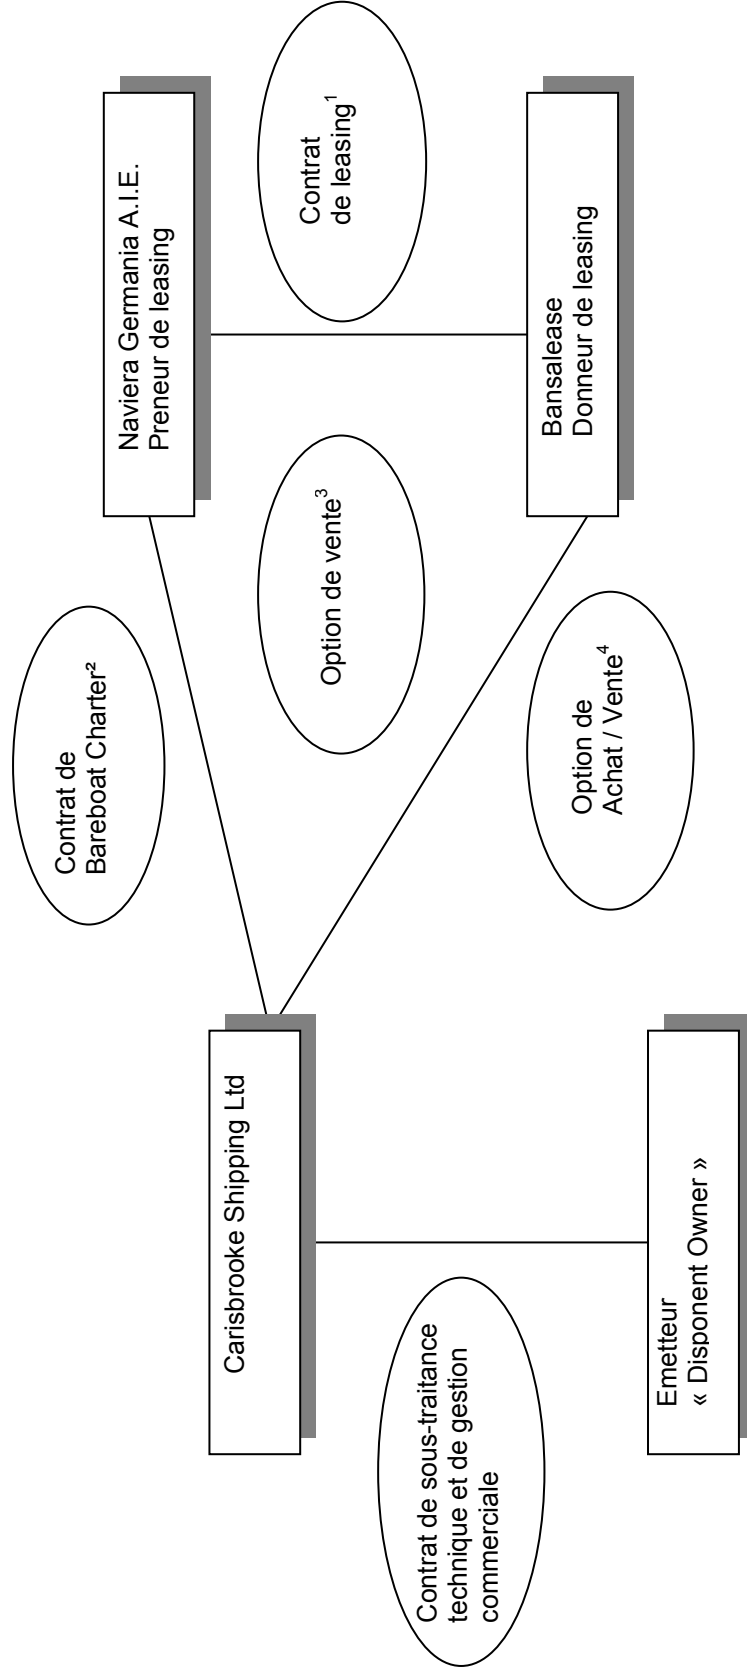 Contrat de sous-traitance
technique et de gestion
commerciale
Emetteur
« Disponent Owner »
Carisbrooke Shipping Ltd
Contrat de
Bareboat Charter²
Option de vente³
Option de
Achat / Vente⁴
Naviera Germania A.I.E.
Preneur de leasing
Contrat
de leasing¹
Bansalease
Donneur de leasing